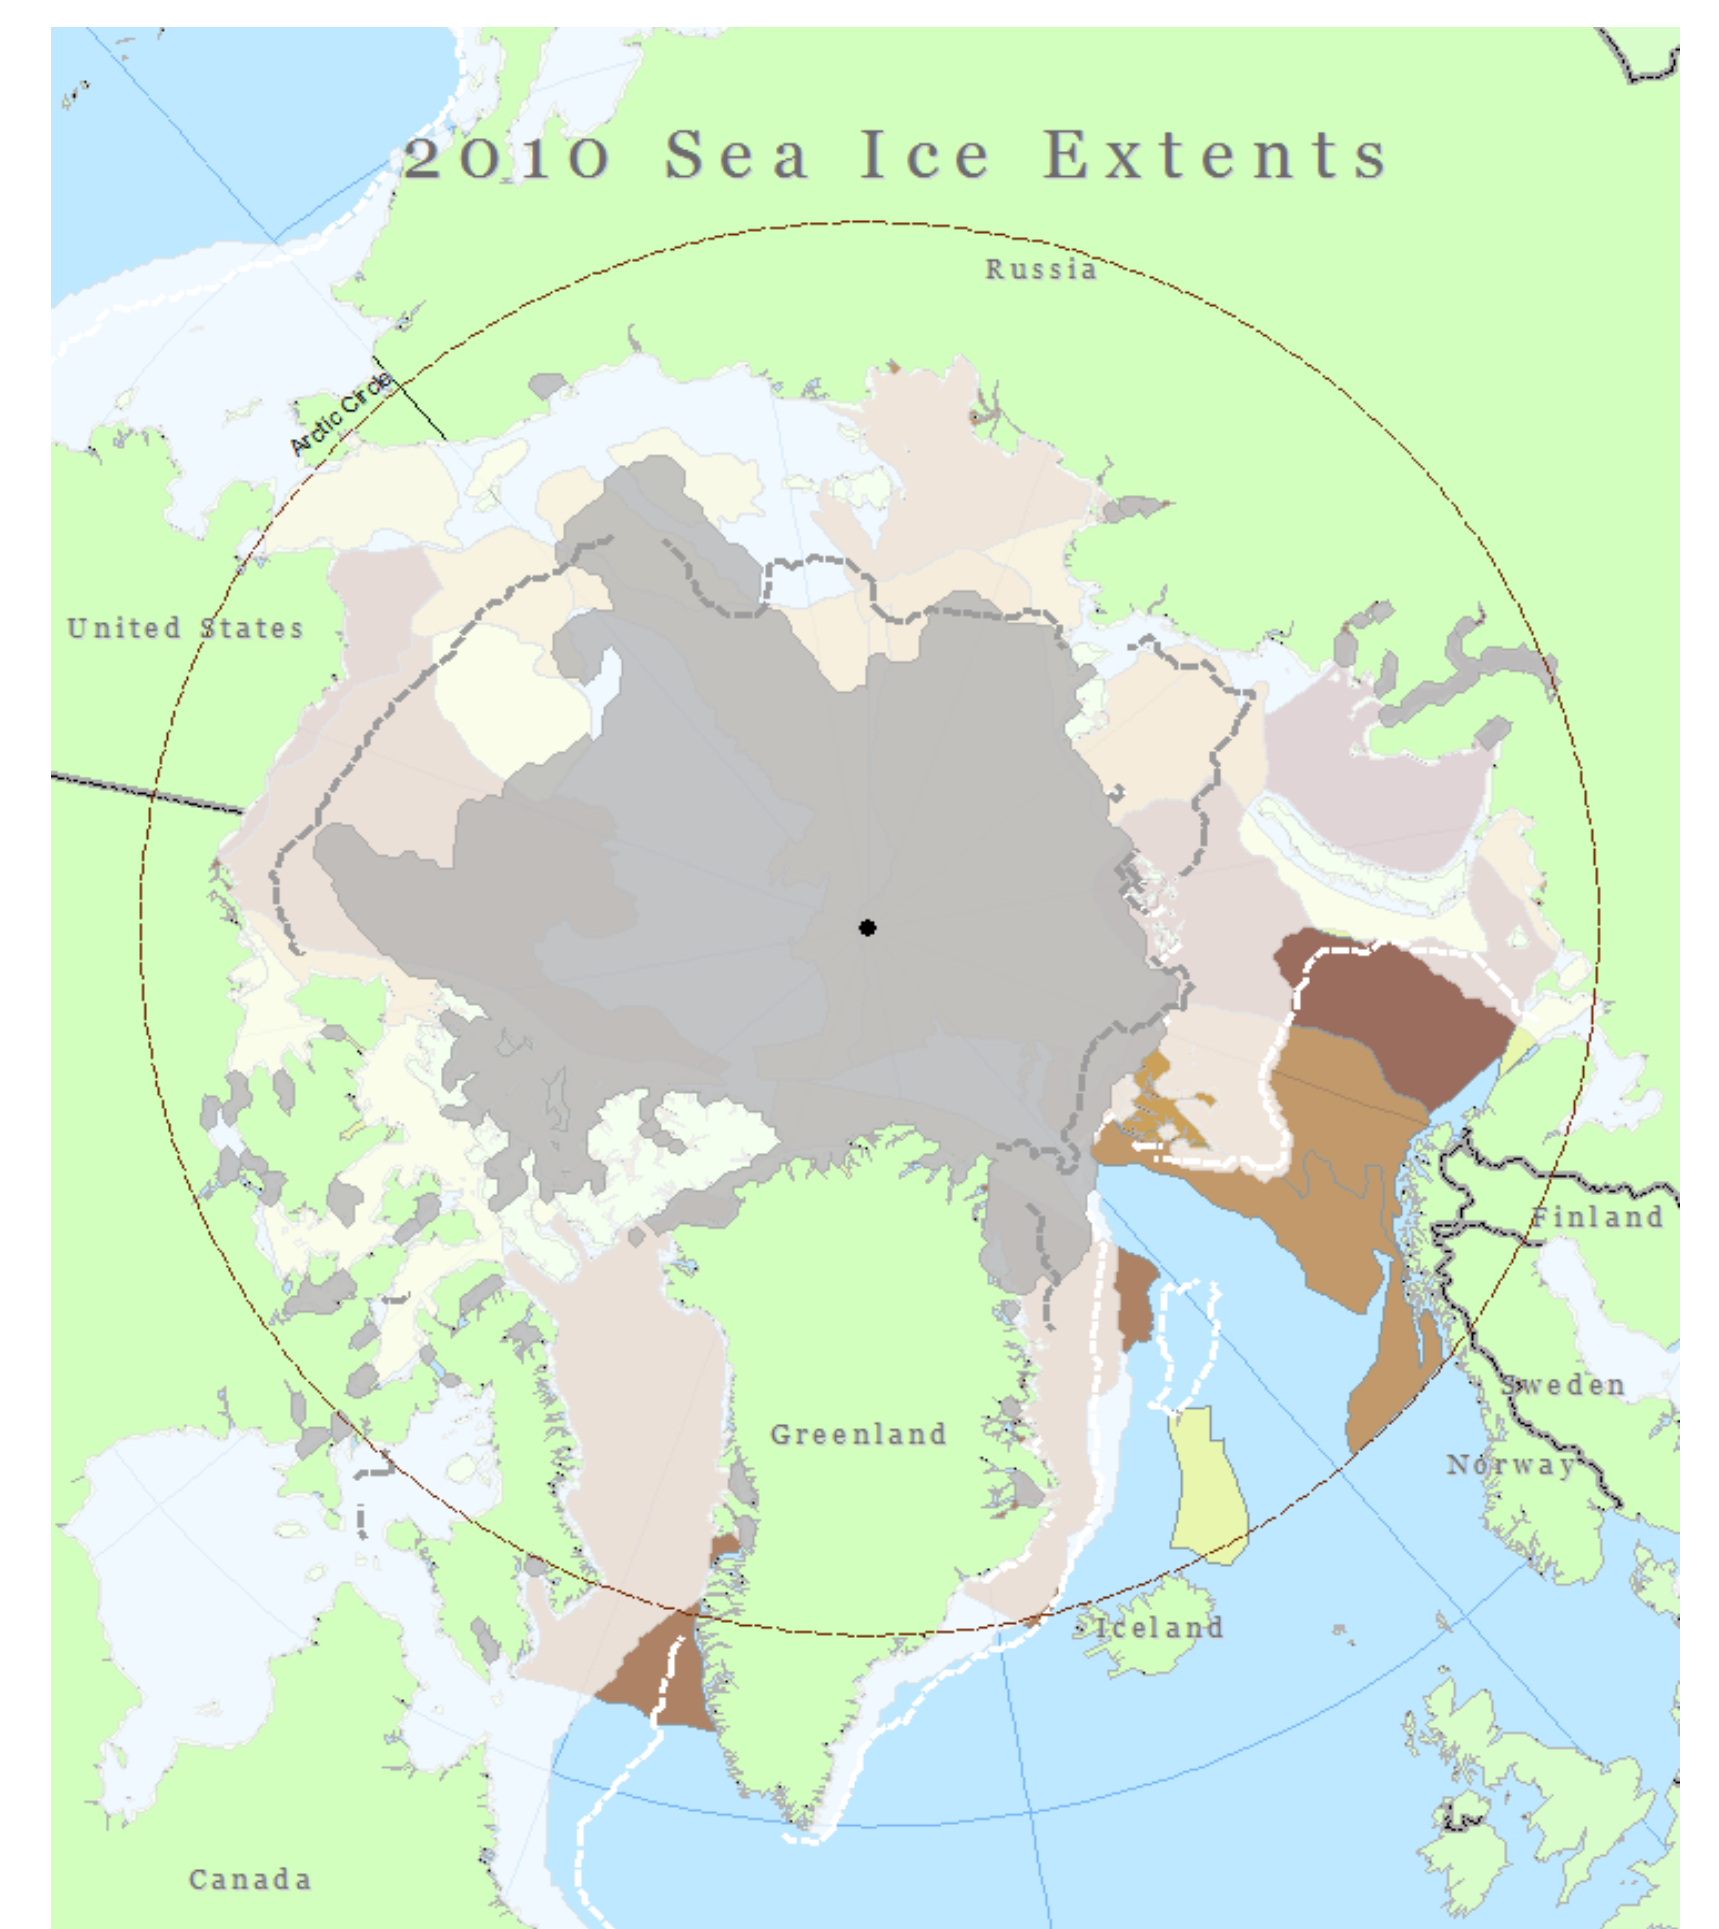 2010 Sea Ice Extents
Russia
Arctic Circle
United States
Finland
Sweden
Greenland
Norway
Iceland
Canada